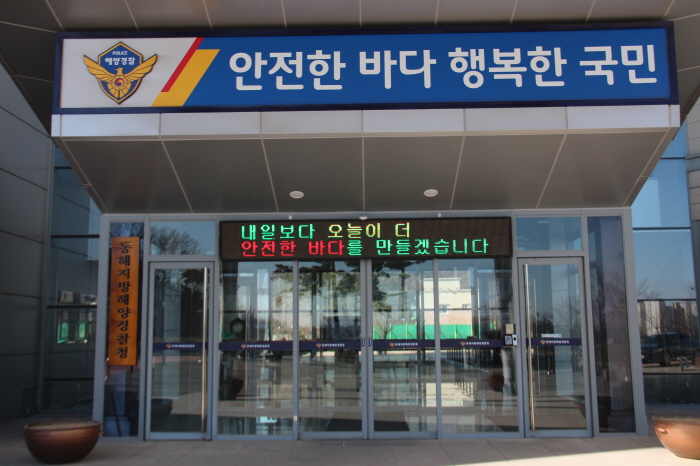 POLICE
해양경찰
안전한 바다 행복한 국민
내일보다 오늘이 더
안전한 바다를 만들겠습니다
동해지방해양경찰청